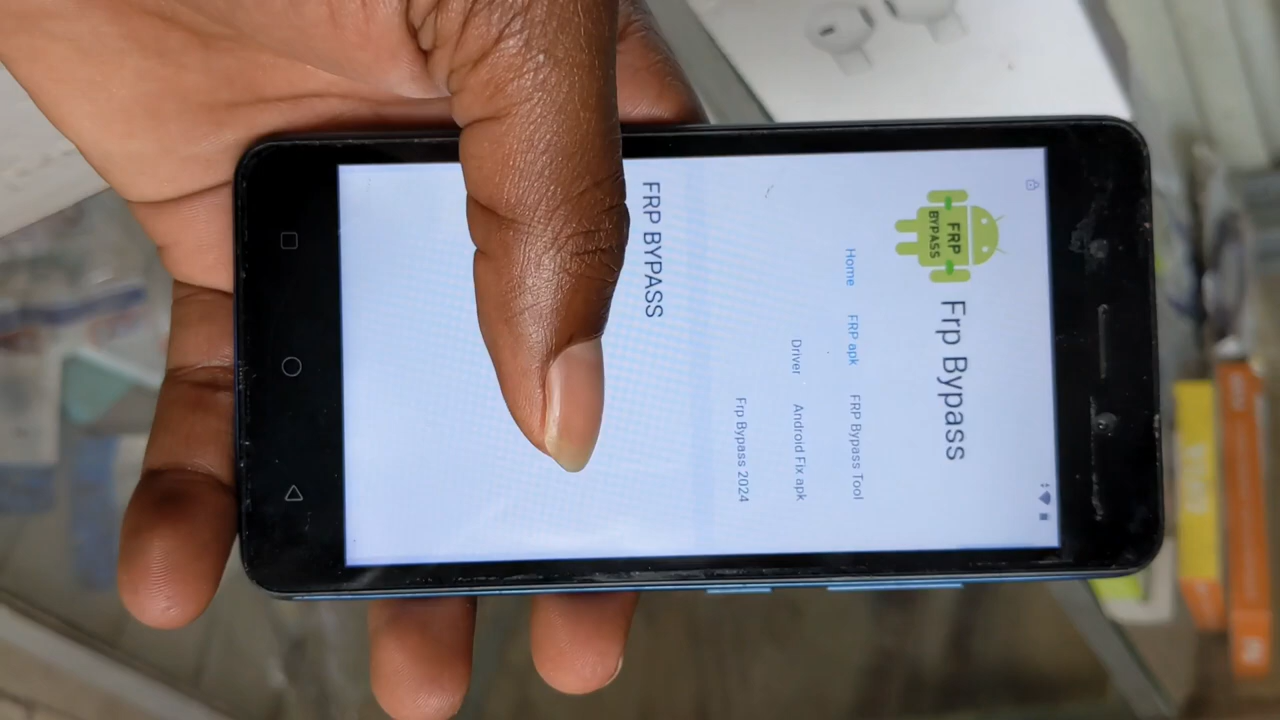 FRP
BYPASS
Frp Bypass
Home FRP apk FRP Bypass Tool
Driver Android Fix apk
Frp Bypass 2024
FRP BYPASS